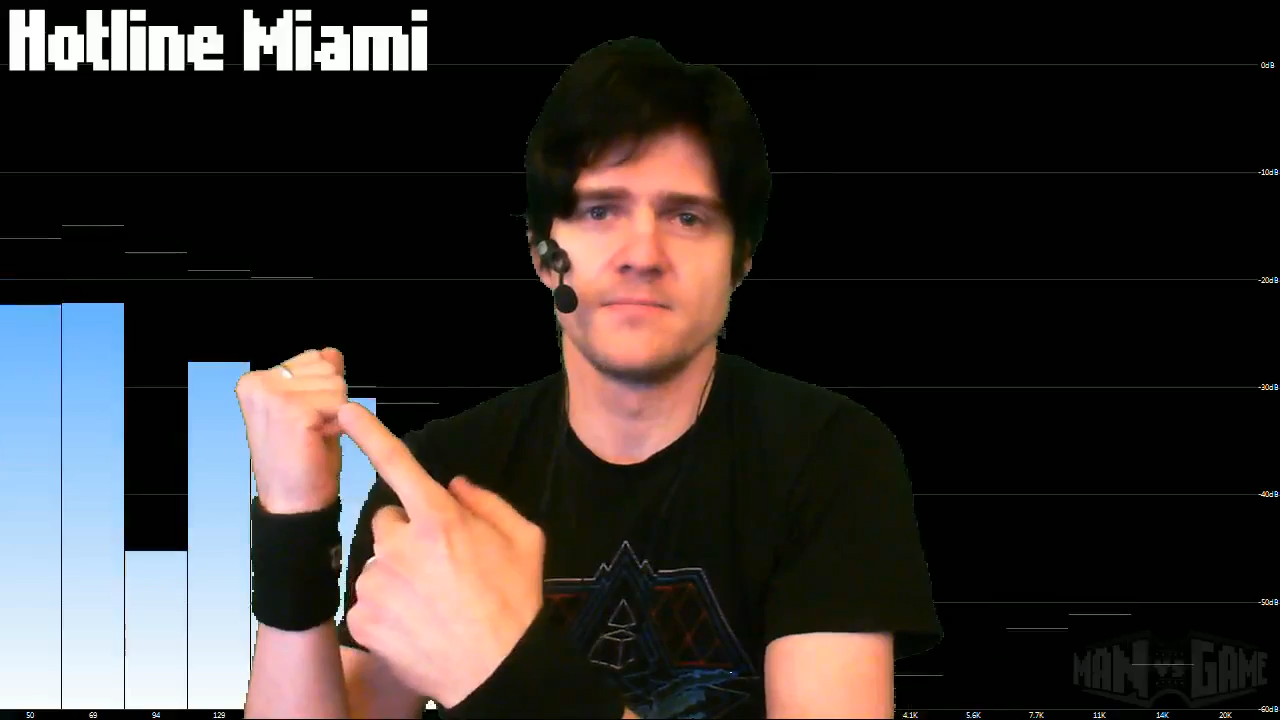 Hotline Miami
0dB
-10dB
-20dB
-30dB
-40dB
-50dB
MAN VS GAME
-60dB
50 69 94 129 4.1K 5.6K 7.7K 11K 14K 20K